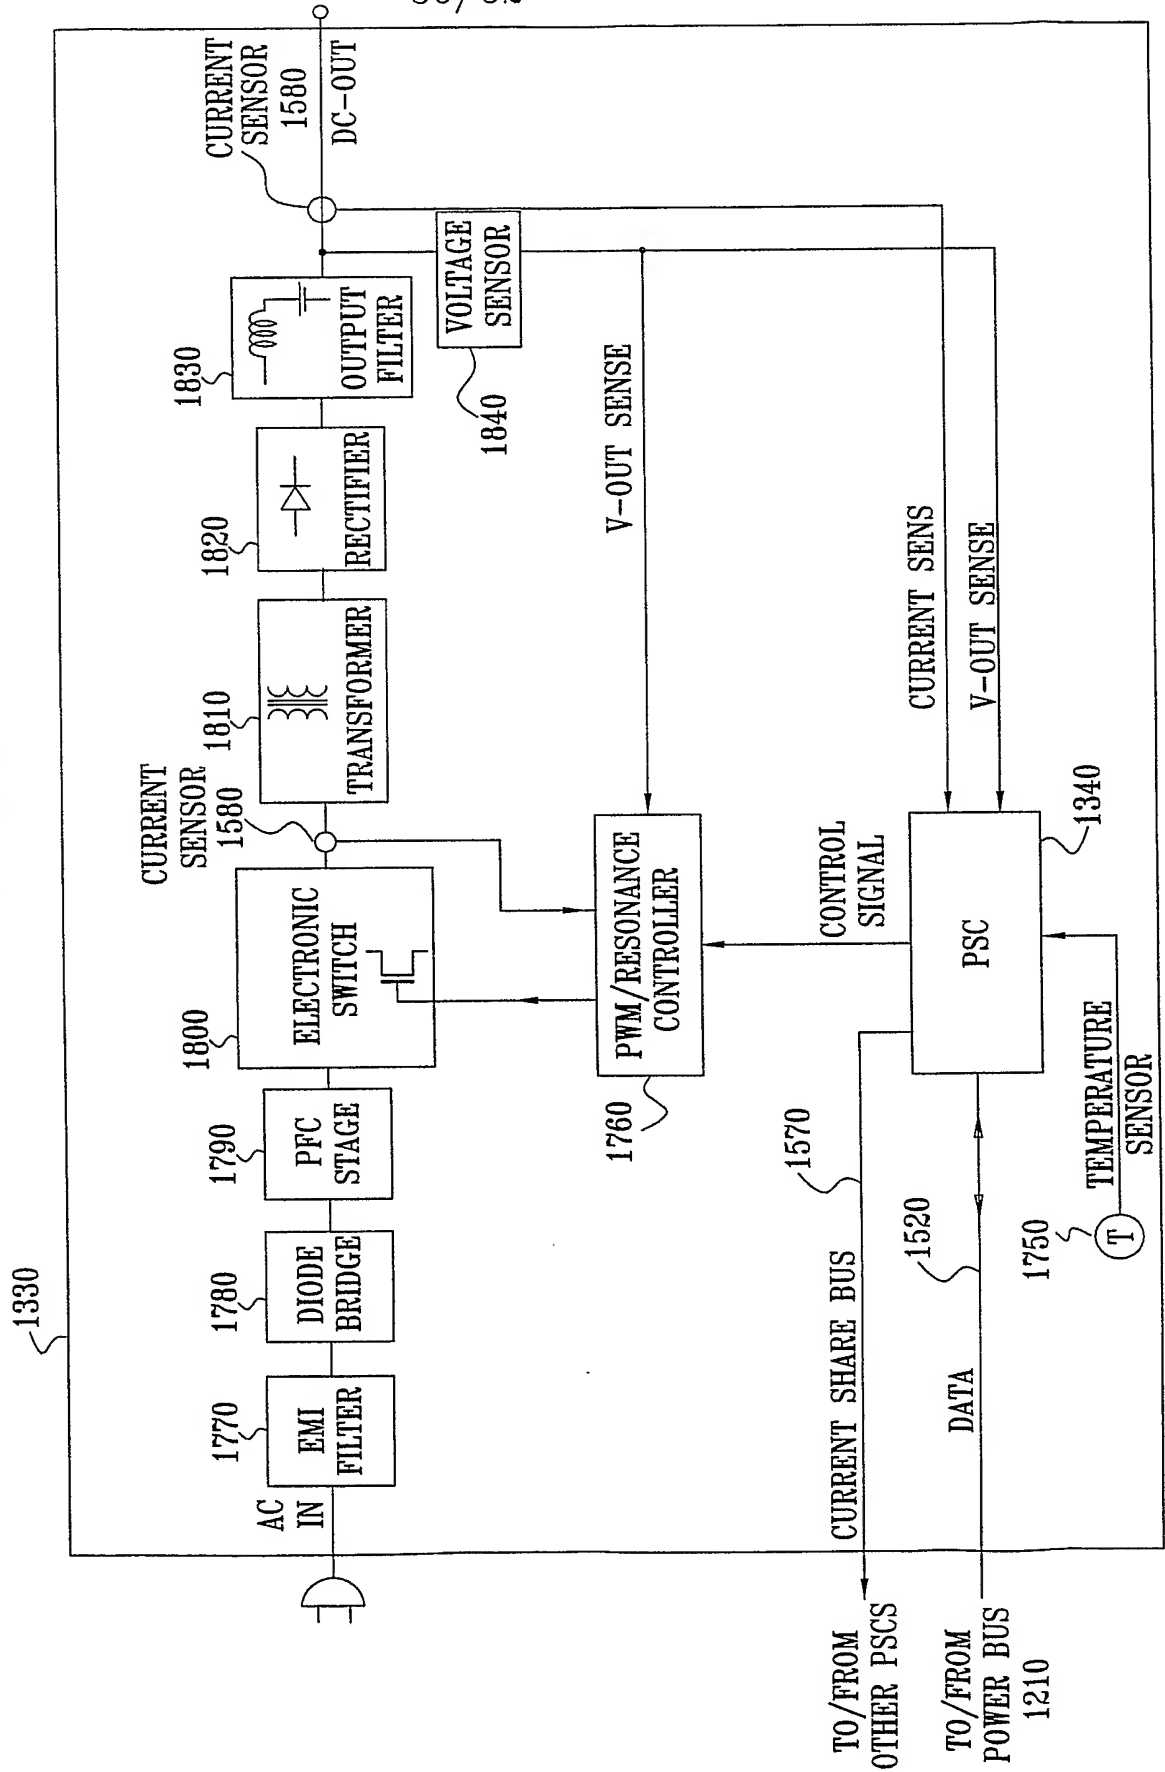 1330
AC
IN
1770
EMI
FILTER
1780
DIODE
BRIDGE
1790
PFC
STAGE
1800
ELECTRONIC
SWITCH
CURRENT
SENSOR
1580
1810
TRANSFORMER
1820
RECTIFIER
1830
OUTPUT
FILTER
CURRENT
SENSOR
1580
DC-OUT
VOLTAGE
SENSOR
1840
V-OUT SENSE
PWM/RESONANCE
CONTROLLER
1760
CONTROL
SIGNAL
CURRENT SENS
V-OUT SENSE
PSC
1340
1570
CURRENT SHARE BUS
TO/FROM
OTHER PSCS
1520
DATA
TO/FROM
POWER BUS
1210
1750
T
TEMPERATURE
SENSOR